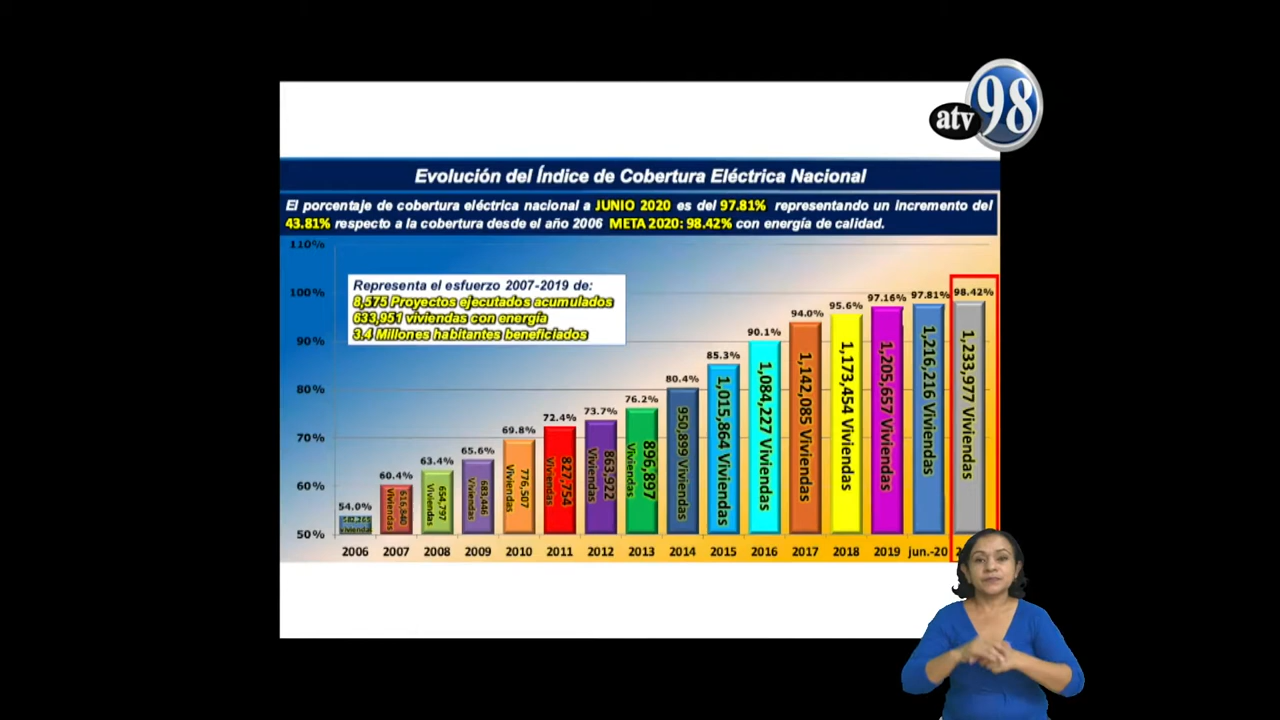 atv 98
Evolución del Índice de Cobertura Eléctrica Nacional
El porcentaje de cobertura eléctrica nacional a JUNIO 2020 es del 97.81% representando un incremento del
43.81% respecto a la cobertura desde el año 2006 META 2020: 98.42% con energía de calidad.
Representa el esfuerzo 2007-2019 de:
8,575 Proyectos ejecutados acumulados
633,951 viviendas con energía
3.4 Millones habitantes beneficiados
110%
100%
90%
80%
70%
60%
50%
54.0%
60.4%
63.4%
65.6%
69.8%
72.4%
73.7%
76.2%
80.4%
85.3%
90.1%
94.0%
95.6%
97.16%
97.81%
98.42%
Viviendas
616,840 Viviendas
654,797 Viviendas
683,446 Viviendas
776,507 Viviendas
827,754 Viviendas
863,922 Viviendas
896,897 Viviendas
950,899 Viviendas
1,015,864 Viviendas
1,084,227 Viviendas
1,142,085 Viviendas
1,173,454 Viviendas
1,205,657 Viviendas
1,216,216 Viviendas
1,233,977 Viviendas
2006 2007 2008 2009 2010 2011 2012 2013 2014 2015 2016 2017 2018 2019 jun.-20